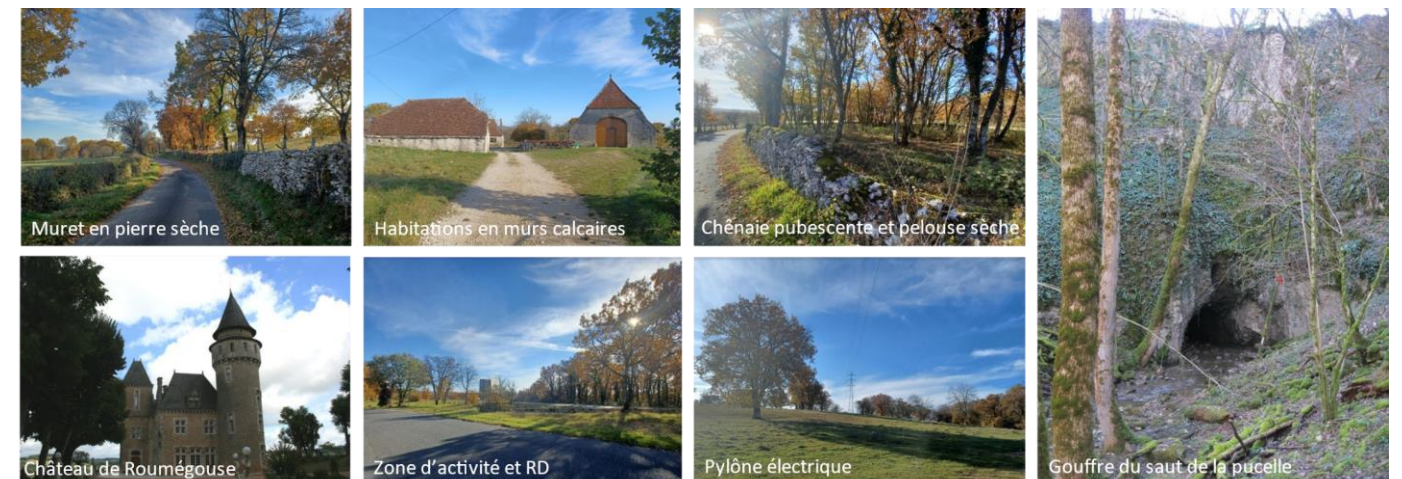 Muret en pierre sèche
Habitations en murs calcaires
Chênaie pubescente et pelouse sèche
Château de Roumégouse
Zone d'activité et RD
Pylône électrique
Gouffre du saut de la pucelle